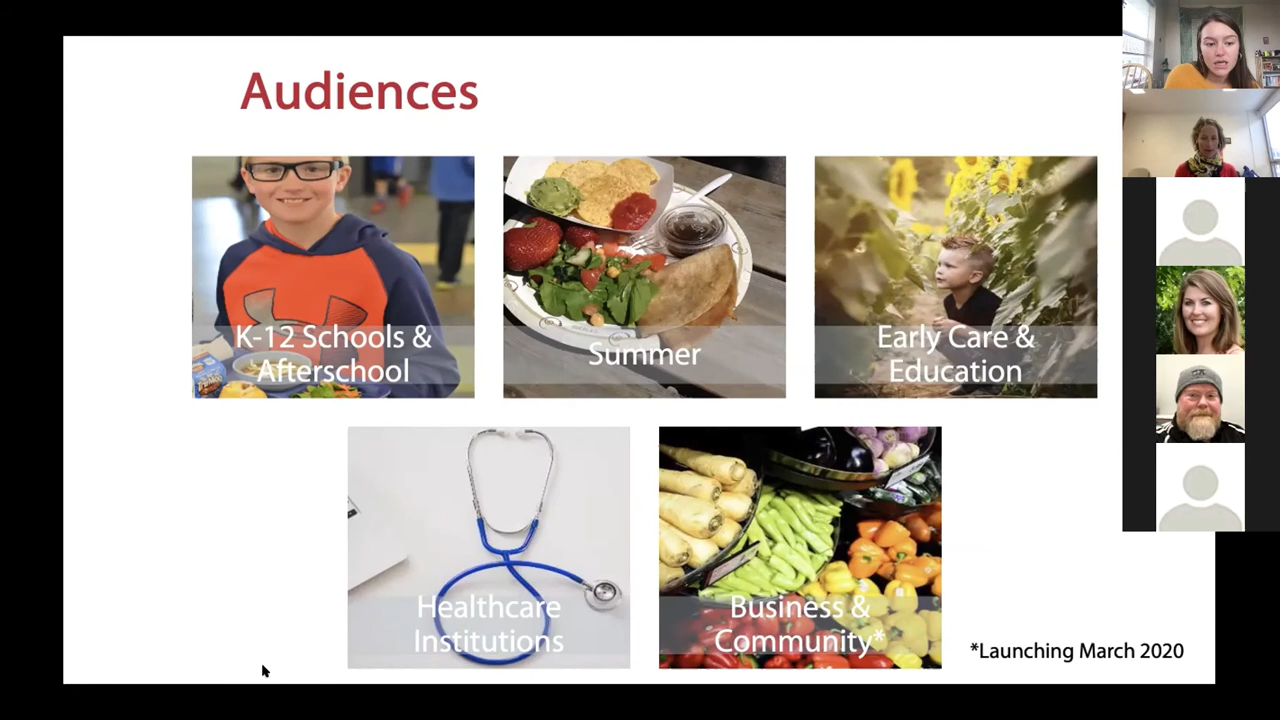 Audiences
K-12 Schools &
Afterschool
Summer
Early Care &
Education
Healthcare
Institutions
Business &
Community*
*Launching March 2020